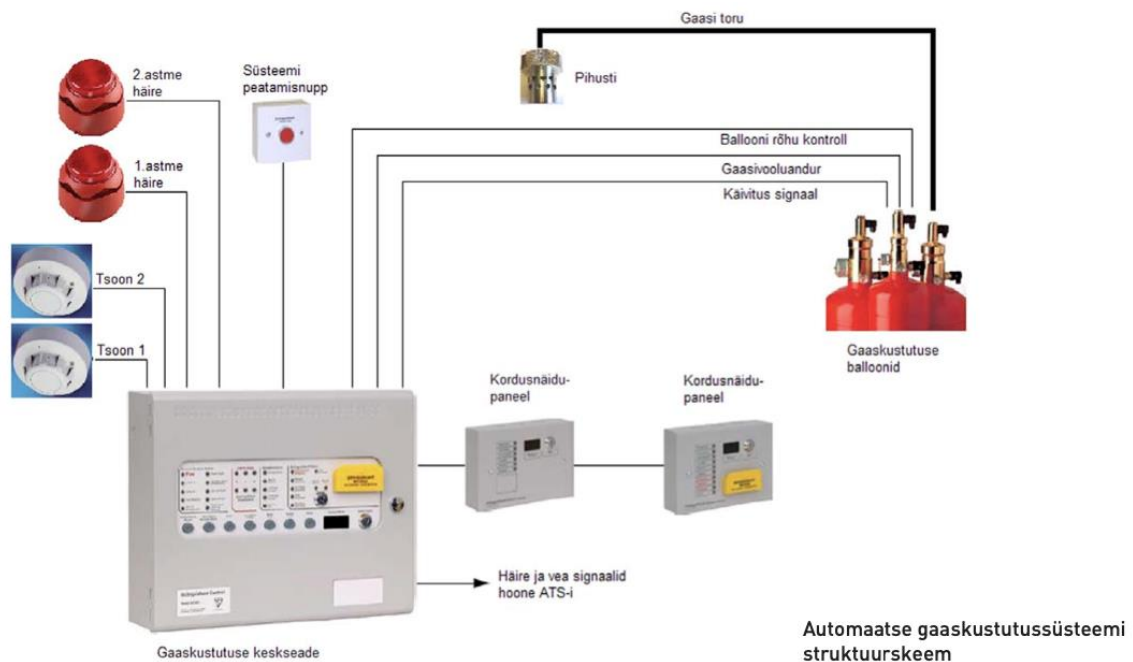 Gaasi toru
Pihusti
2.astme
häire
Süsteemi
peatamisnupp
1.astme
häire
Ballooni rõhu kontroll
Gaasivooluandur
Käivitus signaal
Tsoon 2
Tsoon 1
Gaaskustutuse
balloonid
Kordusnäidu-
paneel
Kordusnäidu-
paneel
Häire ja vea signaalid
hoone ATS-i
Gaaskustutuse keskseade
Automaatse gaaskustutussüsteemi
struktuurskeem